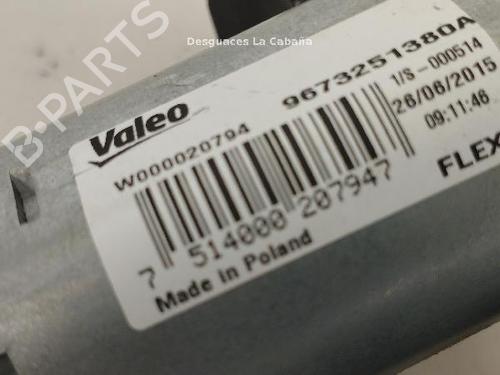 Desguaces La Cabaña
B-PARTS
Valeo
9673251380A
1/S-000514
W000020794
26/06/2015
09:11:46
FLEX
7 514000 207947
Made in Poland